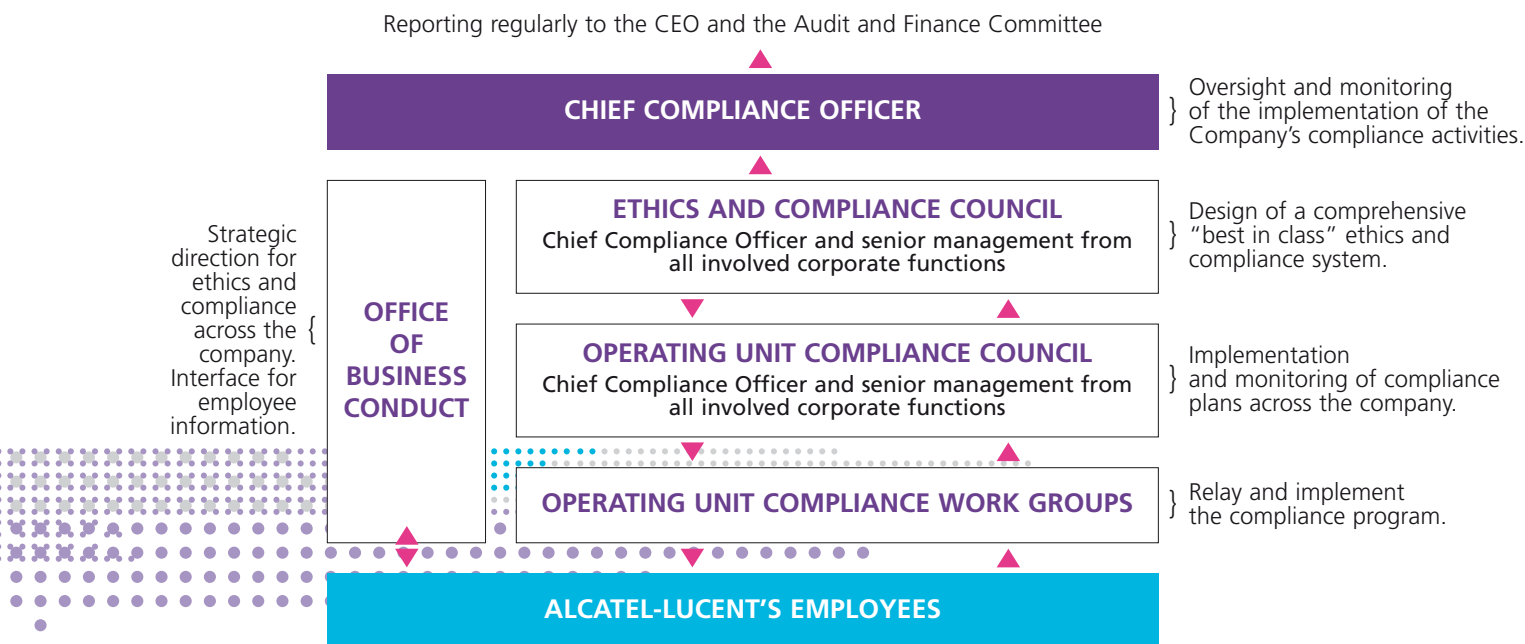 Reporting regularly to the CEO and the Audit and Finance Committee
CHIEF COMPLIANCE OFFICER
Oversight and monitoring
of the implementation of the
Company’s compliance activities.
Strategic
direction for
ethics and
compliance
across the
company.
Interface for
employee
information.
OFFICE
OF
BUSINESS
CONDUCT
ETHICS AND COMPLIANCE COUNCIL
Chief Compliance Officer and senior management from
all involved corporate functions
Design of a comprehensive
“best in class” ethics and
compliance system.
OPERATING UNIT COMPLIANCE COUNCIL
Chief Compliance Officer and senior management from
all involved corporate functions
Implementation
and monitoring of compliance
plans across the company.
OPERATING UNIT COMPLIANCE WORK GROUPS
Relay and implement
the compliance program.
ALCATEL-LUCENT’S EMPLOYEES